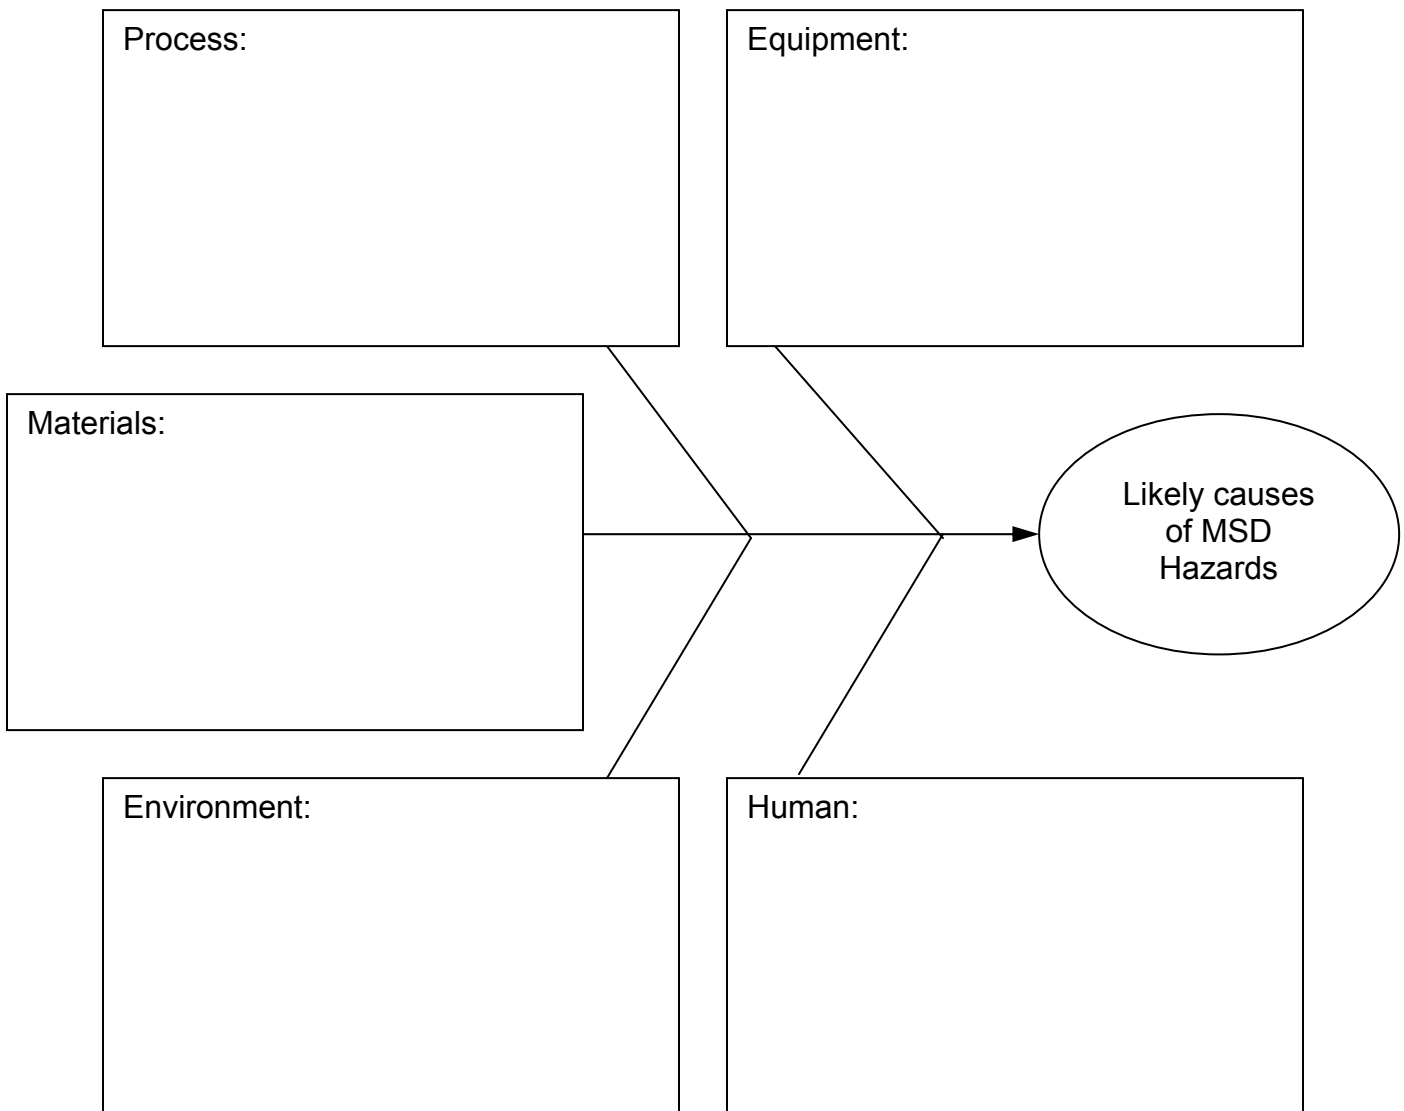 Process:
Equipment:
Materials:
Likely causes
of MSD
Hazards
Environment:
Human: